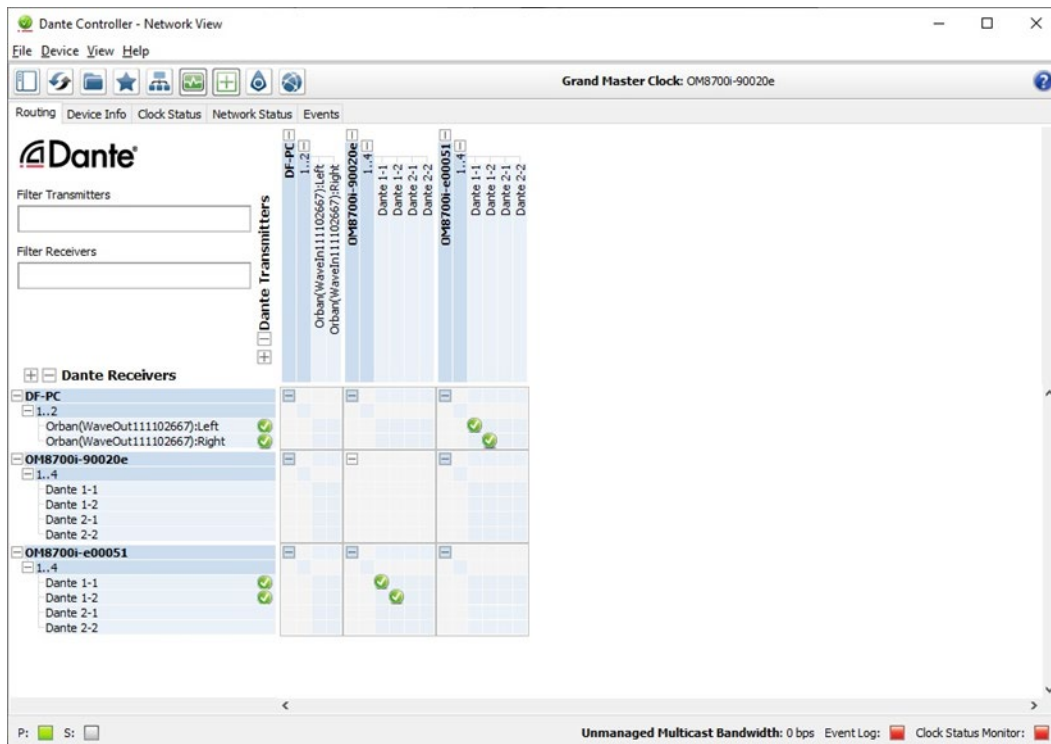 Dante Controller - Network View
File Device View Help
Grand Master Clock: OM8700i-90020e
Routing Device Info Clock Status Network Status Events
Dante
Filter Transmitters
Filter Receivers
Dante Transmitters
DF-PC
1..2
Orban(WaveIn111102667):Left
Orban(WaveIn111102667):Right
OM8700i-90020e
1..4
Dante 1-1
Dante 1-2
Dante 2-1
Dante 2-2
OM8700i-e00051
1..4
Dante 1-1
Dante 1-2
Dante 2-1
Dante 2-2
Dante Receivers
DF-PC
1..2
Orban(WaveOut111102667):Left
Orban(WaveOut111102667):Right
OM8700i-90020e
1..4
Dante 1-1
Dante 1-2
Dante 2-1
Dante 2-2
OM8700i-e00051
1..4
Dante 1-1
Dante 1-2
Dante 2-1
Dante 2-2
P: S: Unmanaged Multicast Bandwidth: 0 bps Event Log: Clock Status Monitor: